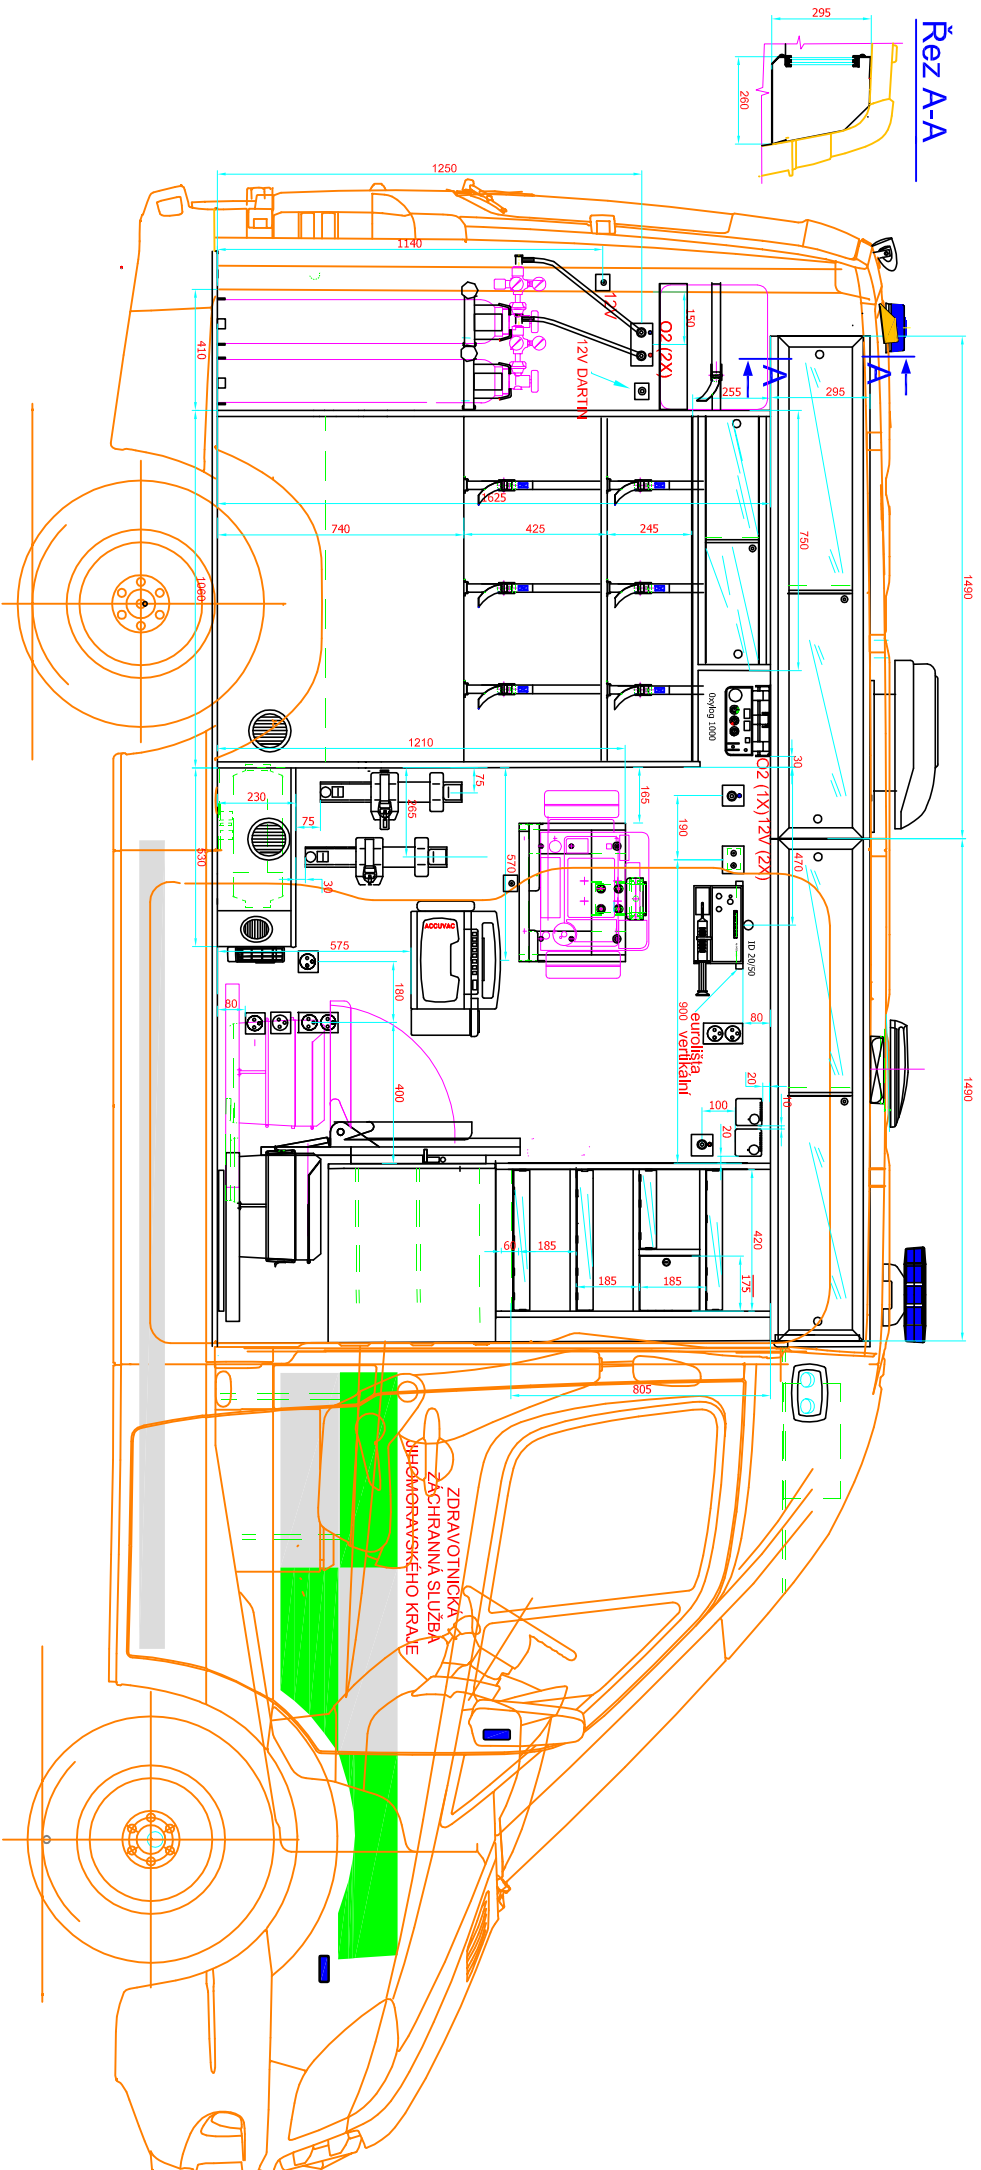 Řez A-A
295
260
1250
1140
12V
O2 (2X)
150
12V DARTIN
410
255
A
A
295
1490
1625
740
425
245
750
1060
Oxylog 1000
1210
30
O2 (1X)
12V (2X)
75
265
165
190
470
230
75
530
30
570
575
ACCUVAC
ID 20/50
180
80
900
eurolišta
vertikální
80
400
20
10
100
20
1490
420
60
185
185
185
175
805
ZDRAVOTNICKÁ
ZÁCHRANNÁ SLUŽBA
JIHOMORAVSKÉHO KRAJE